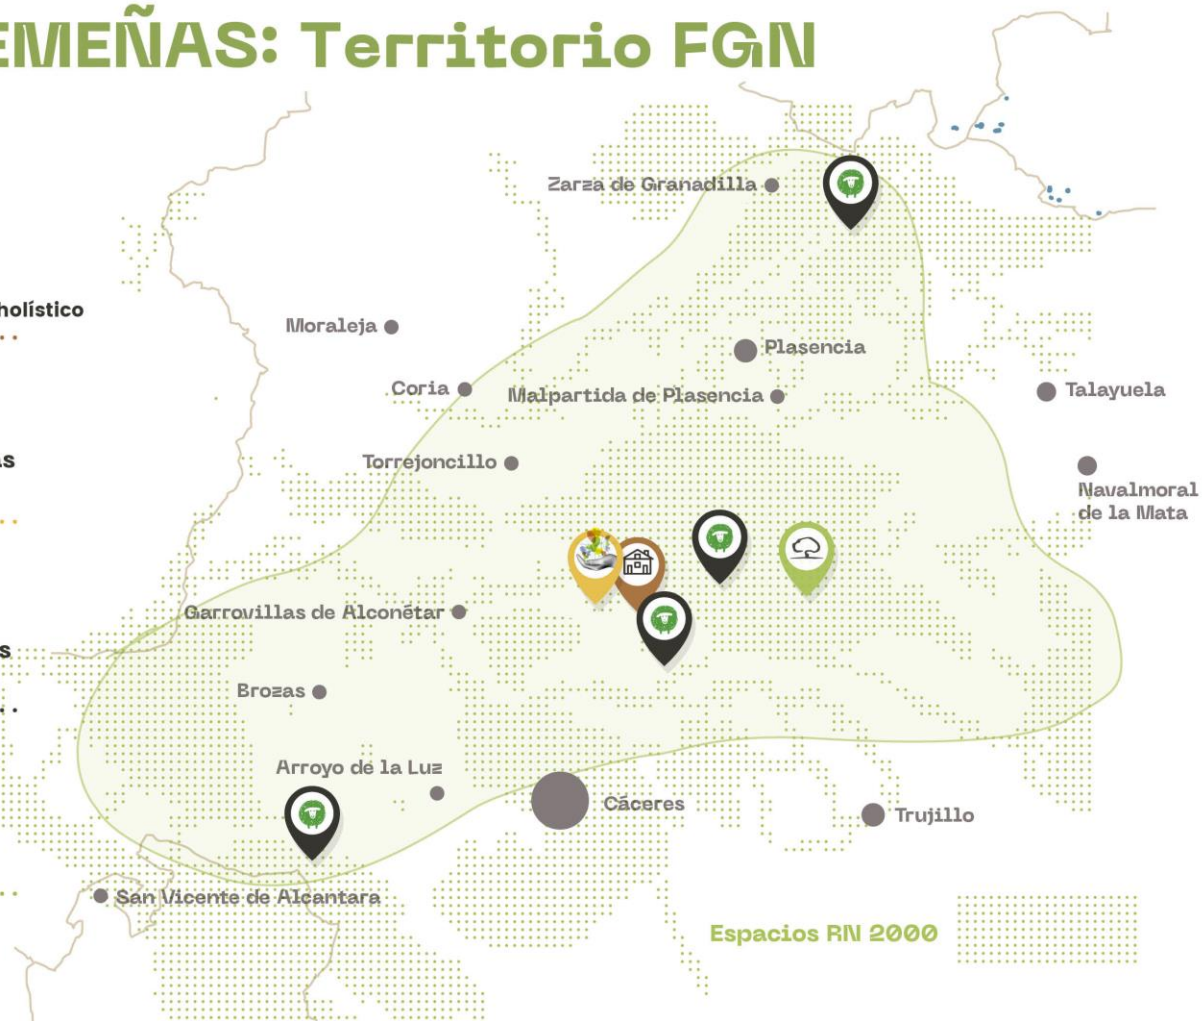 EMEÑAS: Territorio FGN
Zarza de Granadilla
holístico
Moraleja
Plasencia
Coria
Malpartida de Plasencia
Talayuela
as
Torrejoncillo
Navalmoral
de la Mata
Garrovillas de Alconétar
s
Brozas
Arroyo de la Luz
Cáceres
Trujillo
San Vicente de Alcantara
Espacios RN 2000